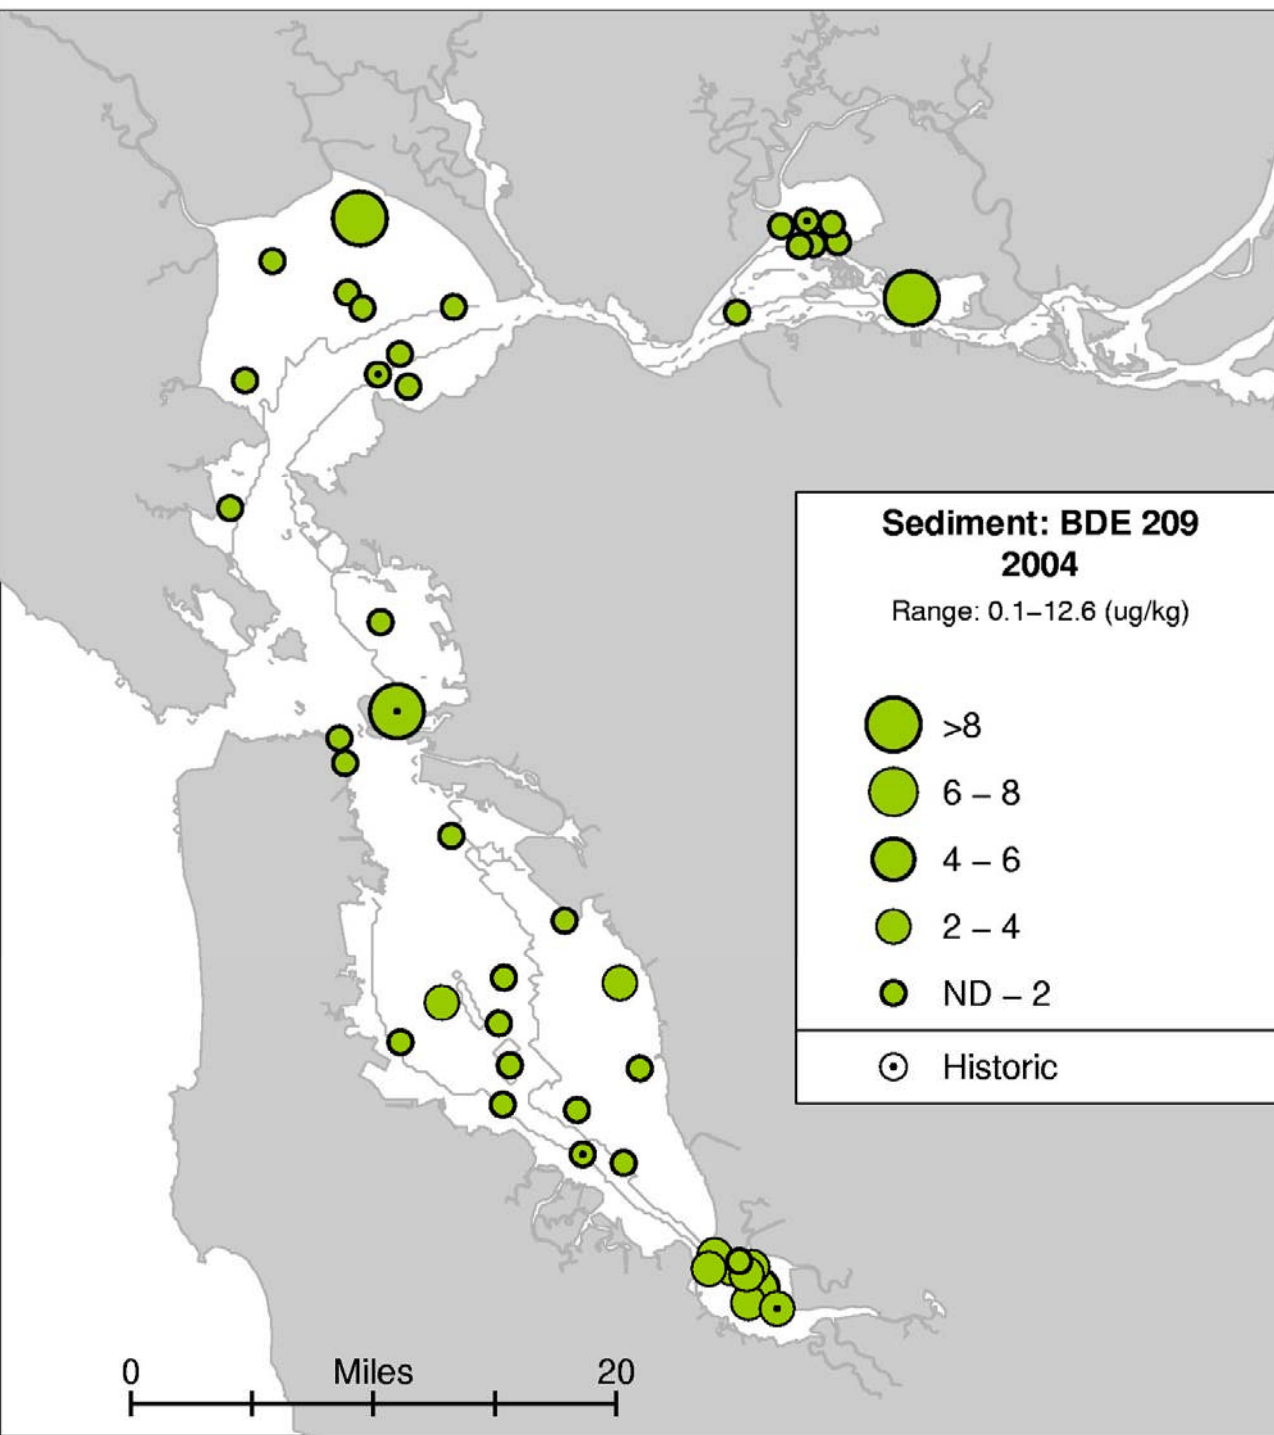 Sediment: BDE 209
2004
Range: 0.1–12.6 (ug/kg)
>8
6 – 8
4 – 6
2 – 4
ND – 2
Historic
0 Miles 20